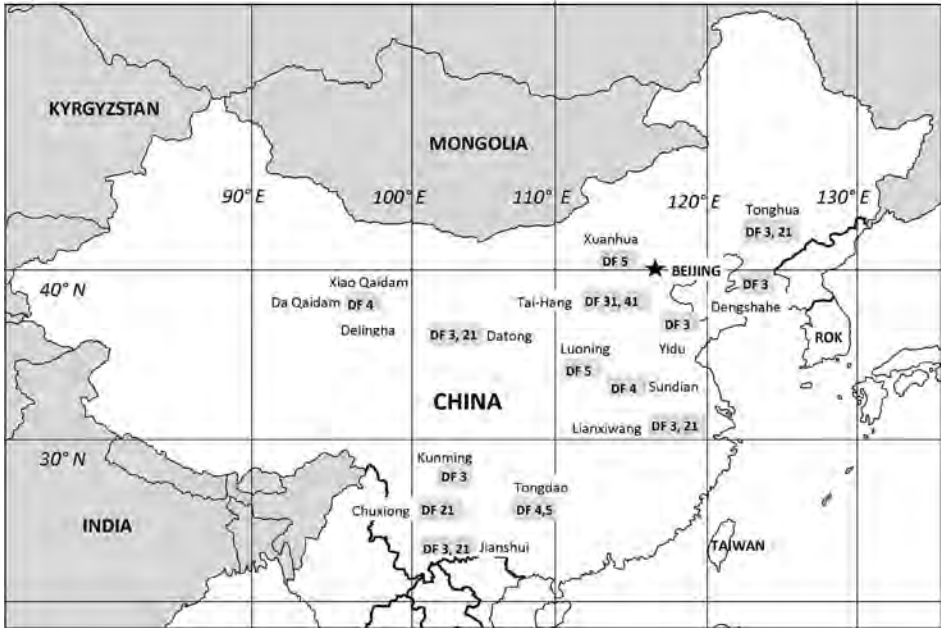 KYRGYZSTAN
MONGOLIA
90° E
100° E
110° E
120° E
130° E
Tonghua
DF 3, 21
Xuanhua
DF 5
BEIJING
40° N
Xiao Qaidam
Da Qaidam DF 4
Delingha
Tai-Hang DF 31, 41
DF 3
Dengshahe
DF 3
Yidu
ROK
DF 3, 21 Datong
Luoning
DF 5
DF 4 Sundian
CHINA
Lianxiwang DF 3, 21
30° N
Kunming
DF 3
Tongdao
DF 4,5
Chuxiong DF 21
INDIA
DF 3, 21 Jianshui
TAIWAN